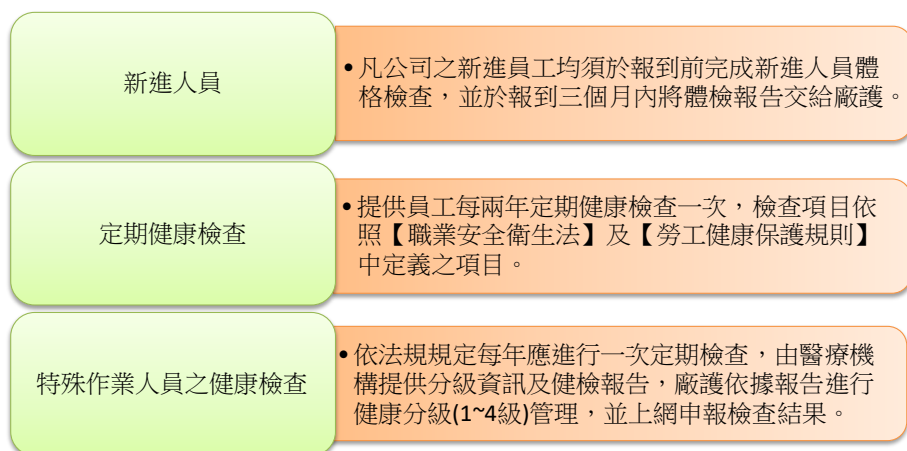 新進人員
•凡公司之新進員工均須於報到前完成新進人員體
格檢查，並於報到三個月內將體檢報告交給廠護。
定期健康檢查
•提供員工每兩年定期健康檢查一次，檢查項目依
照【職業安全衛生法】及【勞工健康保護規則】
中定義之項目。
特殊作業人員之健康檢查
•依法規規定每年應進行一次定期檢查，由醫療機
構提供分級資訊及健檢報告，廠護依據報告進行
健康分級(1~4級)管理，並上網申報檢查結果。